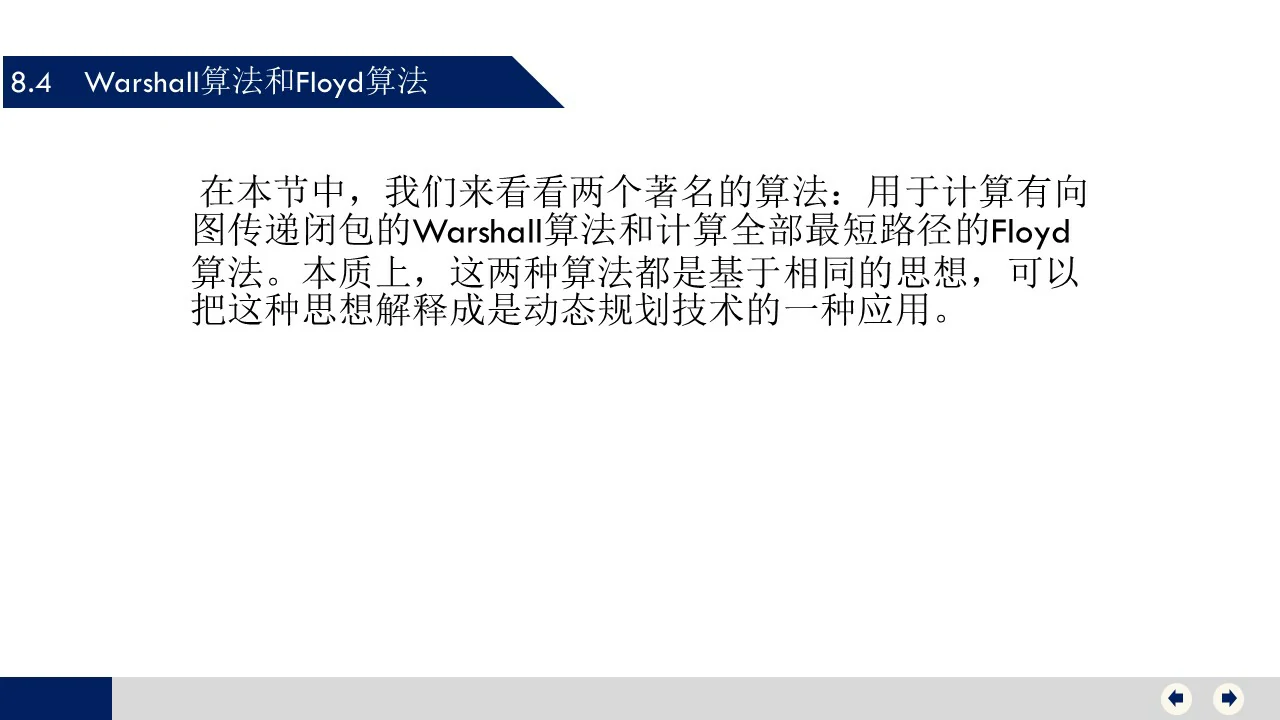 8.4 Warshall算法和Floyd算法
在本节中，我们来看看两个著名的算法：用于计算有向
图传递闭包的Warshall算法和计算全部最短路径的Floyd
算法。本质上，这两种算法都是基于相同的思想，可以
把这种思想解释成是动态规划技术的一种应用。